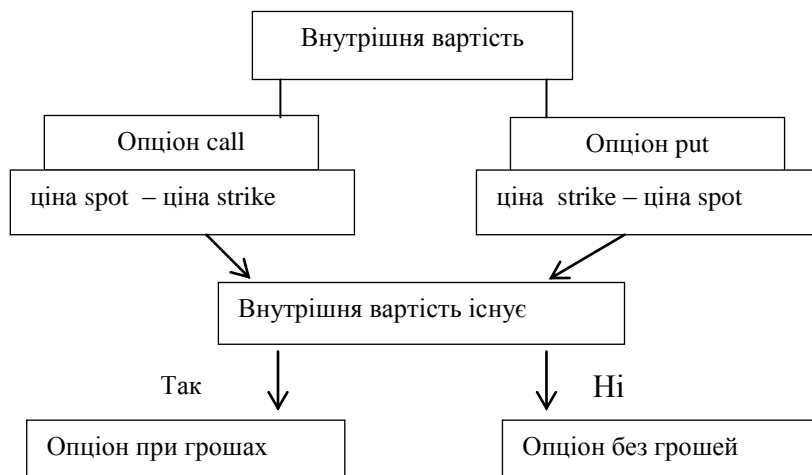 Внутрішня вартість
Опціон call
Опціон put
ціна spot – ціна strike
ціна strike – ціна spot
Внутрішня вартість існує
Так
Ні
Опціон при грошах
Опціон без грошей